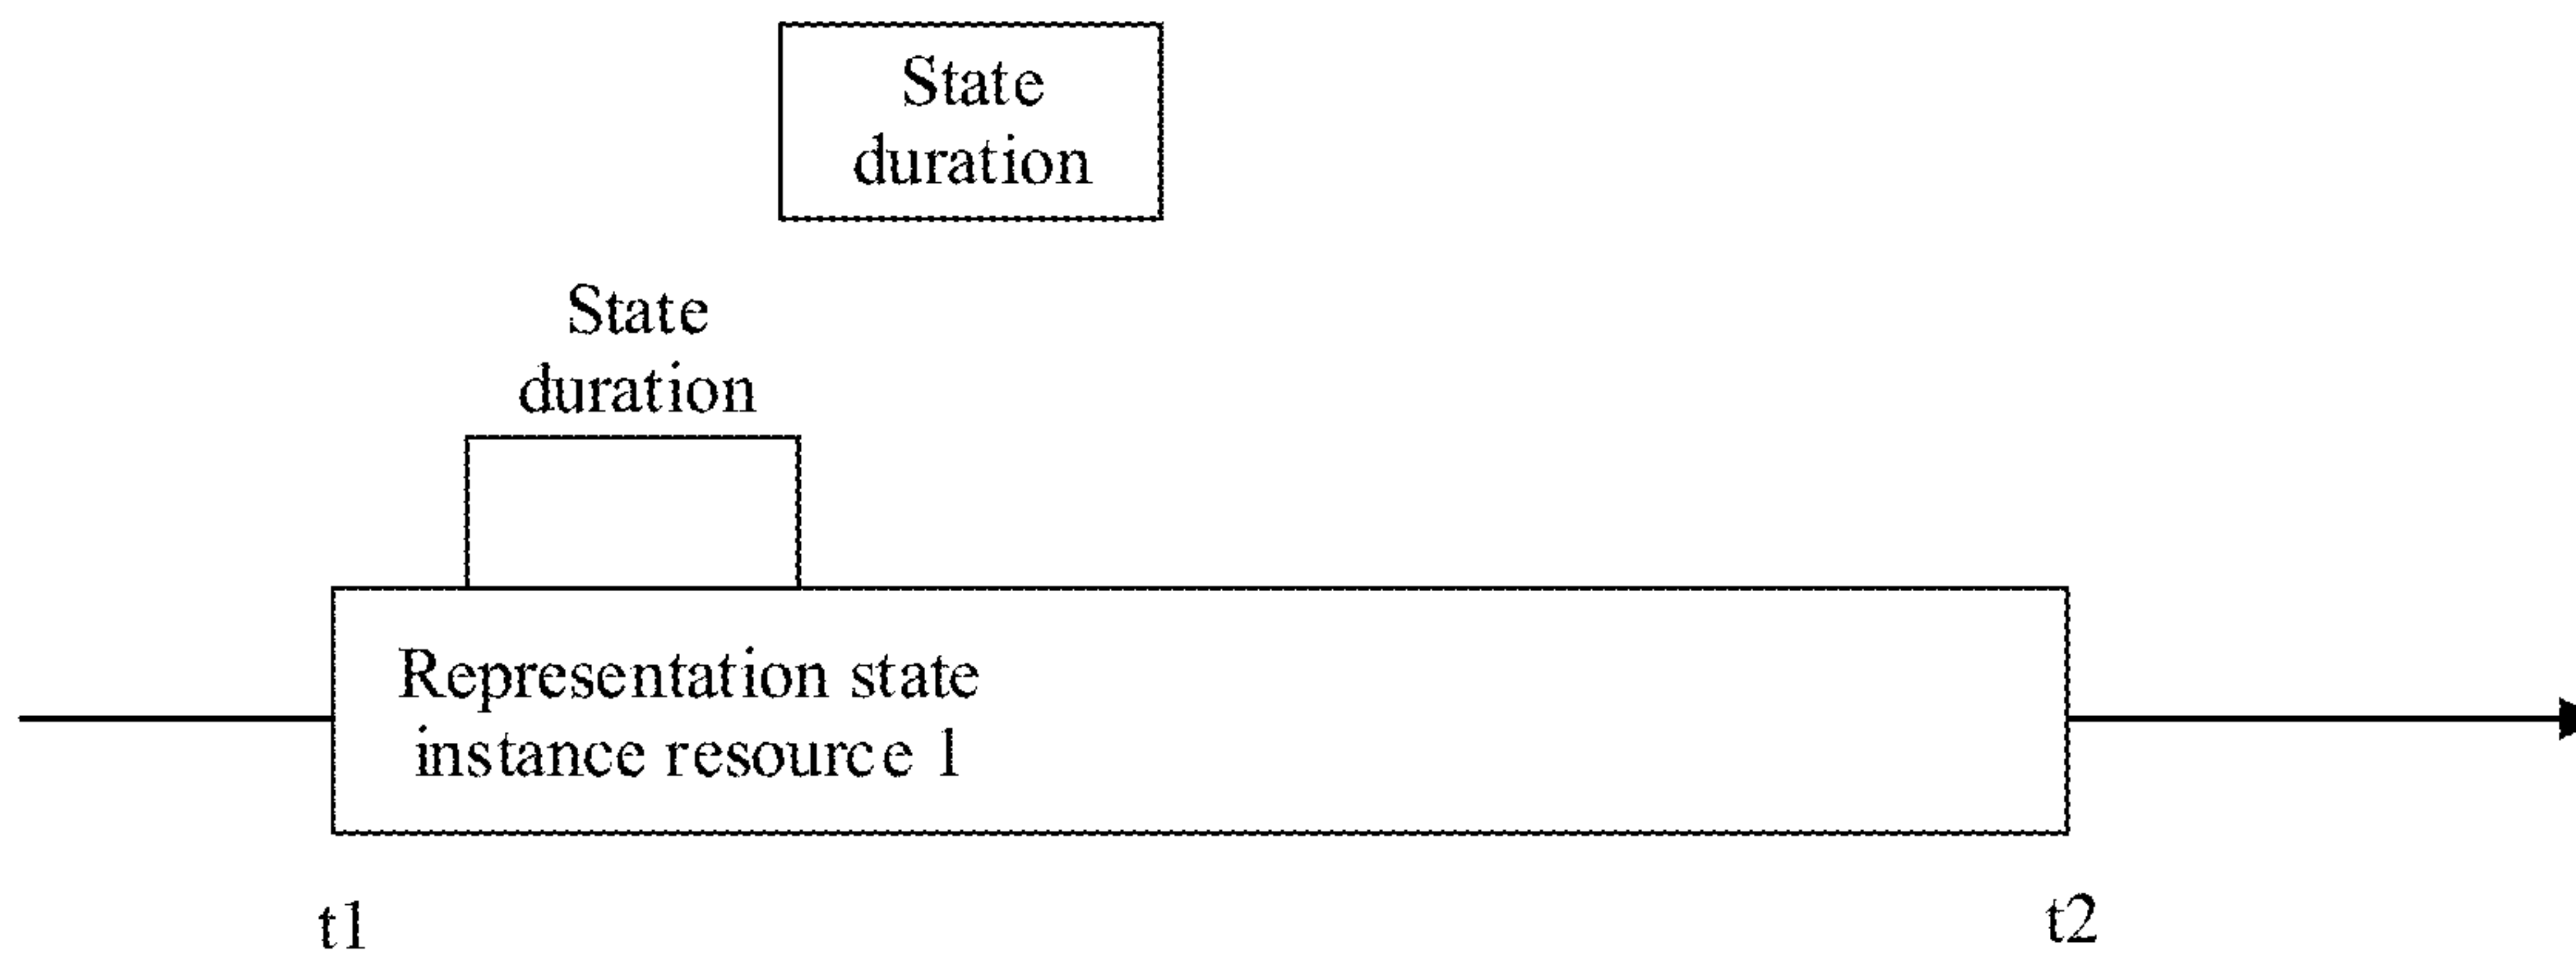 State
duration
State
duration
Representation state
instance resource 1
t1
t2